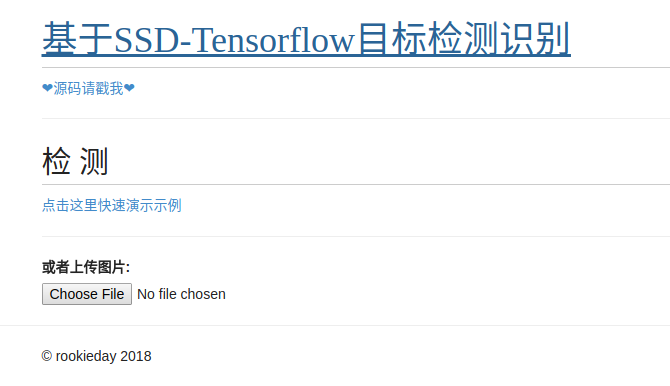 基于SSD-Tensorflow目标检测识别
❤源码请戳我❤
检 测
点击这里快速演示示例
或者上传图片:
Choose File No file chosen
© rookieday 2018